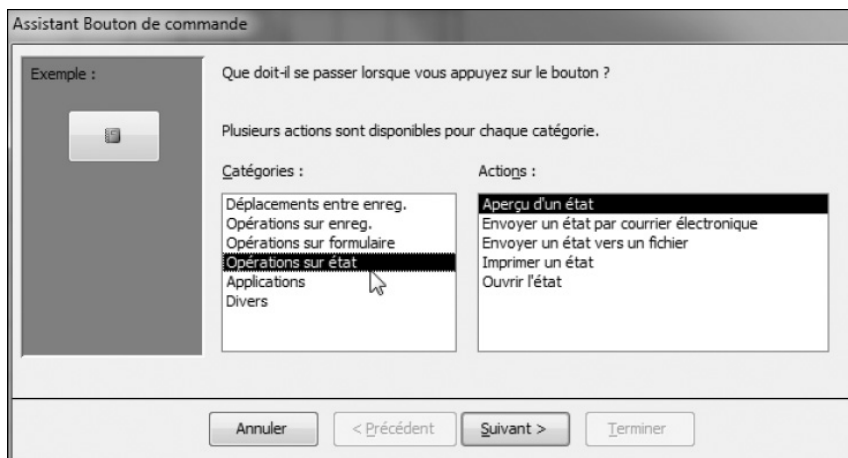 Assistant Bouton de commande
Exemple :
Que doit-il se passer lorsque vous appuyez sur le bouton ?
Plusieurs actions sont disponibles pour chaque catégorie.
Catégories :
Déplacements entre enreg.
Opérations sur enreg.
Opérations sur formulaire
Opérations sur état
Applications
Divers
Actions :
Aperçu d'un état
Envoyer un état par courrier électronique
Envoyer un état vers un fichier
Imprimer un état
Ouvrir l'état
Annuler
< Précédent
Suivant >
Terminer